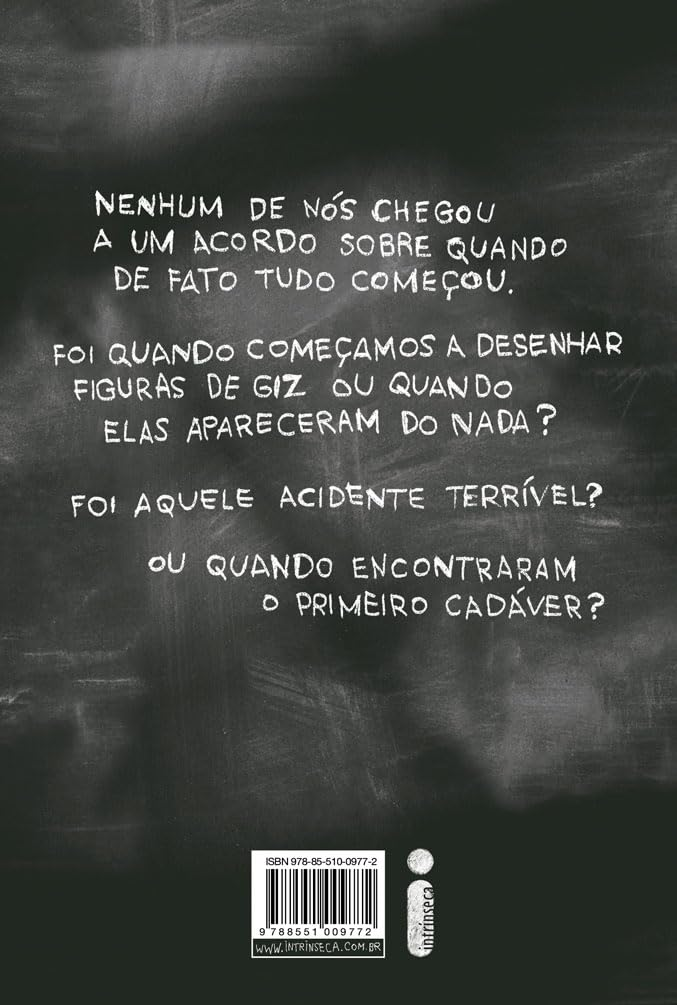 NENHUM DE NÓS CHEGOU
A UM ACORDO SOBRE QUANDO
DE FATO TUDO COMEÇOU.
FOI QUANDO COMEÇAMOS A DESENHAR
FIGURAS DE GIZ OU QUANDO
ELAS APARECERAM DO NADA?
FOI AQUELE ACIDENTE TERRÍVEL?
OU QUANDO ENCONTRARAM
O PRIMEIRO CADÁVER?
ISBN 978-85-510-0977-2
9 788551 009772
WWW.INTRINSECA.COM.BR
intrínseca